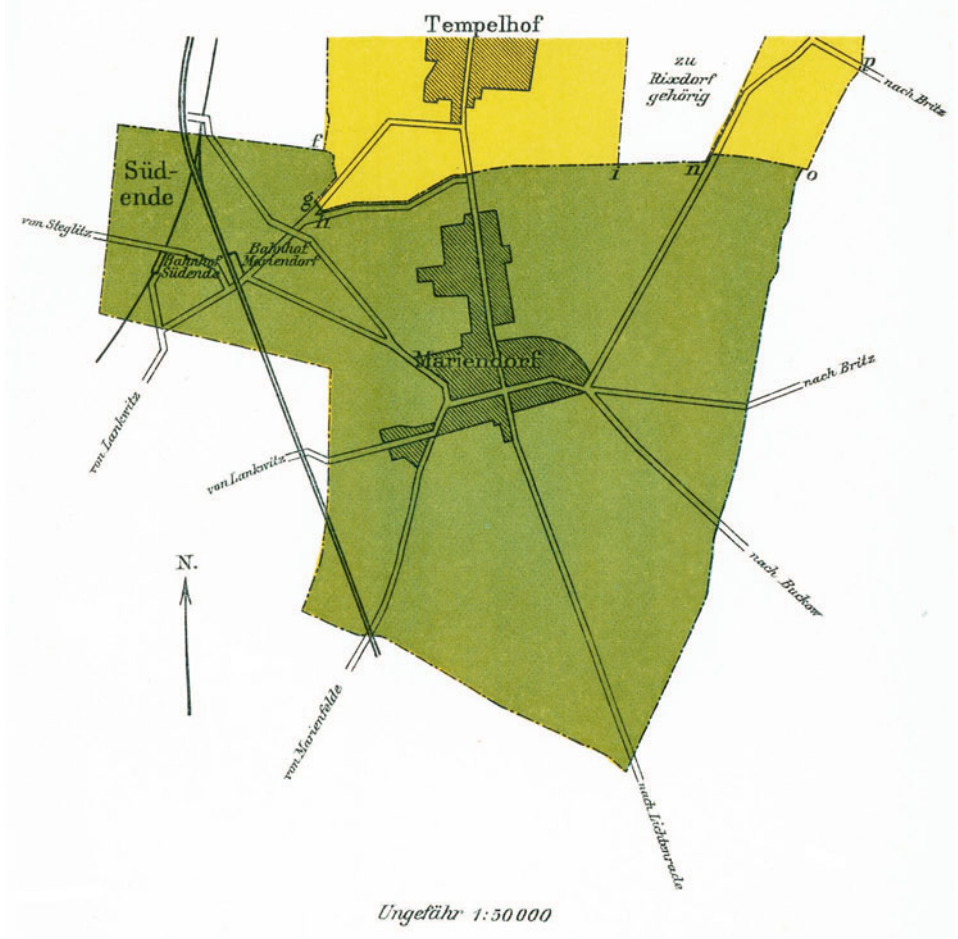 Tempelhof
zu
Rixdorf
gehörig
p
nach Britz
f
Süd-
ende
g
h
i
n
o
von Steglitz
Bahnhof
Südende
Bahnhof
Mariendorf
Mariendorf
nach Britz
von Lankwitz
von Lankwitz
N.
nach Buckow
von Marienfelde
nach Lichtenrade
Ungefähr 1:50000